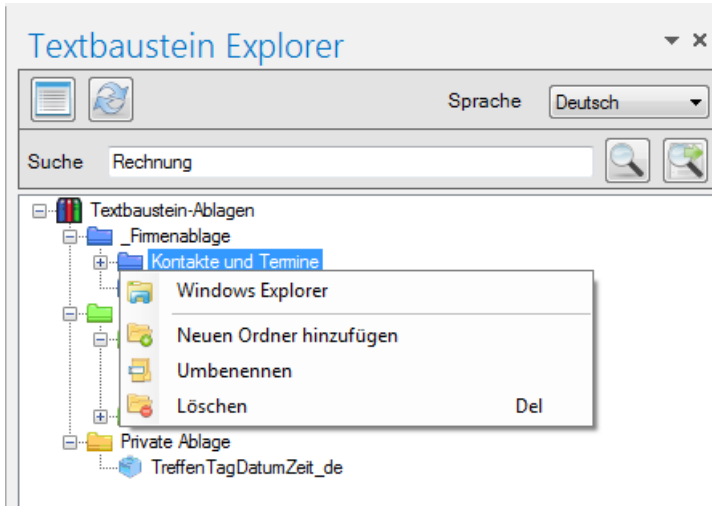 Textbaustein Explorer
Sprache Deutsch
Suche Rechnung
Textbaustein-Ablagen
_Firmenablage
Kontakte und Termine
Windows Explorer
Neuen Ordner hinzufügen
Umbenennen
Löschen Del
Private Ablage
TreffenTagDatumZeit_de